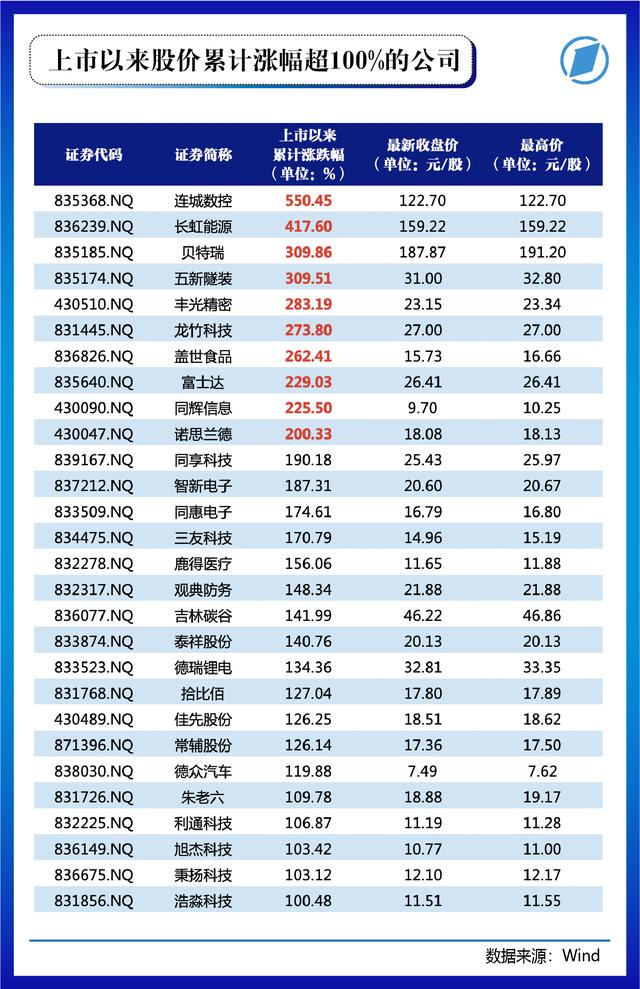 上市以来股价累计涨幅超100%的公司
证券代码 证券简称 上市以来累计涨跌幅（单位：%） 最新收盘价（单位：元/股） 最高价（单位：元/股）
835368.NQ 连城数控 550.45 122.70 122.70
836239.NQ 长虹能源 417.60 159.22 159.22
835185.NQ 贝特瑞 309.86 187.87 191.20
835174.NQ 五新隧装 309.51 31.00 32.80
430510.NQ 丰光精密 283.19 23.15 23.34
831445.NQ 龙竹科技 273.80 27.00 27.00
836826.NQ 盖世食品 262.41 15.73 16.66
835640.NQ 富士达 229.03 26.41 26.41
430090.NQ 同辉信息 225.50 9.70 10.25
430047.NQ 诺思兰德 200.33 18.08 18.13
839167.NQ 同享科技 190.18 25.43 25.97
837212.NQ 智新电子 187.31 20.60 20.67
833509.NQ 同惠电子 174.61 16.79 16.80
834475.NQ 三友科技 170.79 14.96 15.19
832278.NQ 鹿得医疗 156.06 11.65 11.88
832317.NQ 观典防务 148.34 21.88 21.88
836077.NQ 吉林碳谷 141.99 46.22 46.86
833874.NQ 泰祥股份 140.76 20.13 20.13
833523.NQ 德瑞锂电 134.36 32.81 33.35
831768.NQ 拾比佰 127.04 17.80 17.89
430489.NQ 佳先股份 126.25 18.51 18.62
871396.NQ 常辅股份 126.14 17.36 17.50
838030.NQ 德众汽车 119.88 7.49 7.62
831726.NQ 朱老六 109.78 18.88 19.17
832225.NQ 利通科技 106.87 11.19 11.28
836149.NQ 旭杰科技 103.42 10.77 11.00
836675.NQ 秉扬科技 103.12 12.10 12.17
831856.NQ 浩淼科技 100.48 11.51 11.55
数据来源：Wind